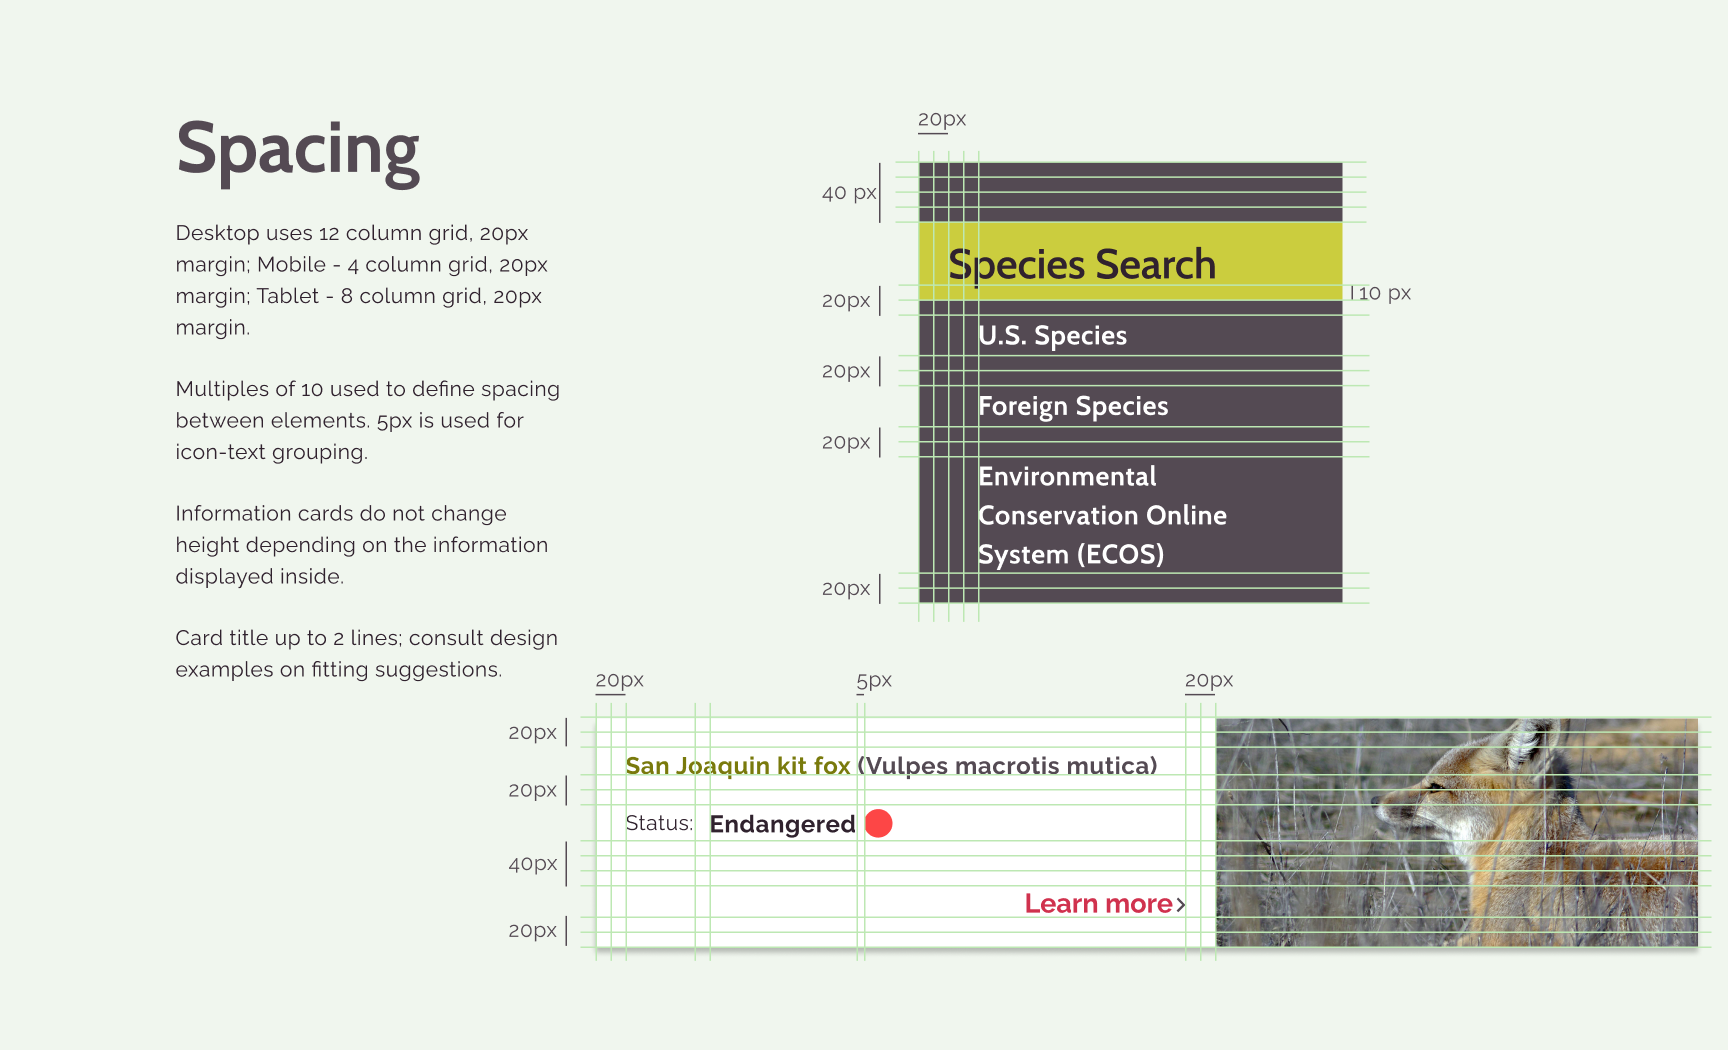 Spacing
Desktop uses 12 column grid, 20px
margin; Mobile - 4 column grid, 20px
margin; Tablet - 8 column grid, 20px
margin.
Multiples of 10 used to define spacing
between elements. 5px is used for
icon-text grouping.
Information cards do not change
height depending on the information
displayed inside.
Card title up to 2 lines; consult design
examples on fitting suggestions.
20px
40 px
Species Search
20px
10 px
U.S. Species
20px
Foreign Species
20px
Environmental
Conservation Online
System (ECOS)
20px
20px
5px
20px
20px
San Joaquin kit fox (Vulpes macrotis mutica)
20px
Status: Endangered
40px
Learn more>
20px